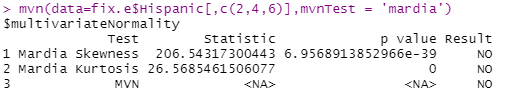 > mvn(data=fix.e$Hispanic[,c(2,4,6)],mvnTest = 'mardia')
$multivariateNormality
Test Statistic p value Result
1 Mardia Skewness 206.54317300443 6.9568913852966e-39 NO
2 Mardia Kurtosis 26.5685461506077 0 NO
3 MVN <NA> <NA> NO